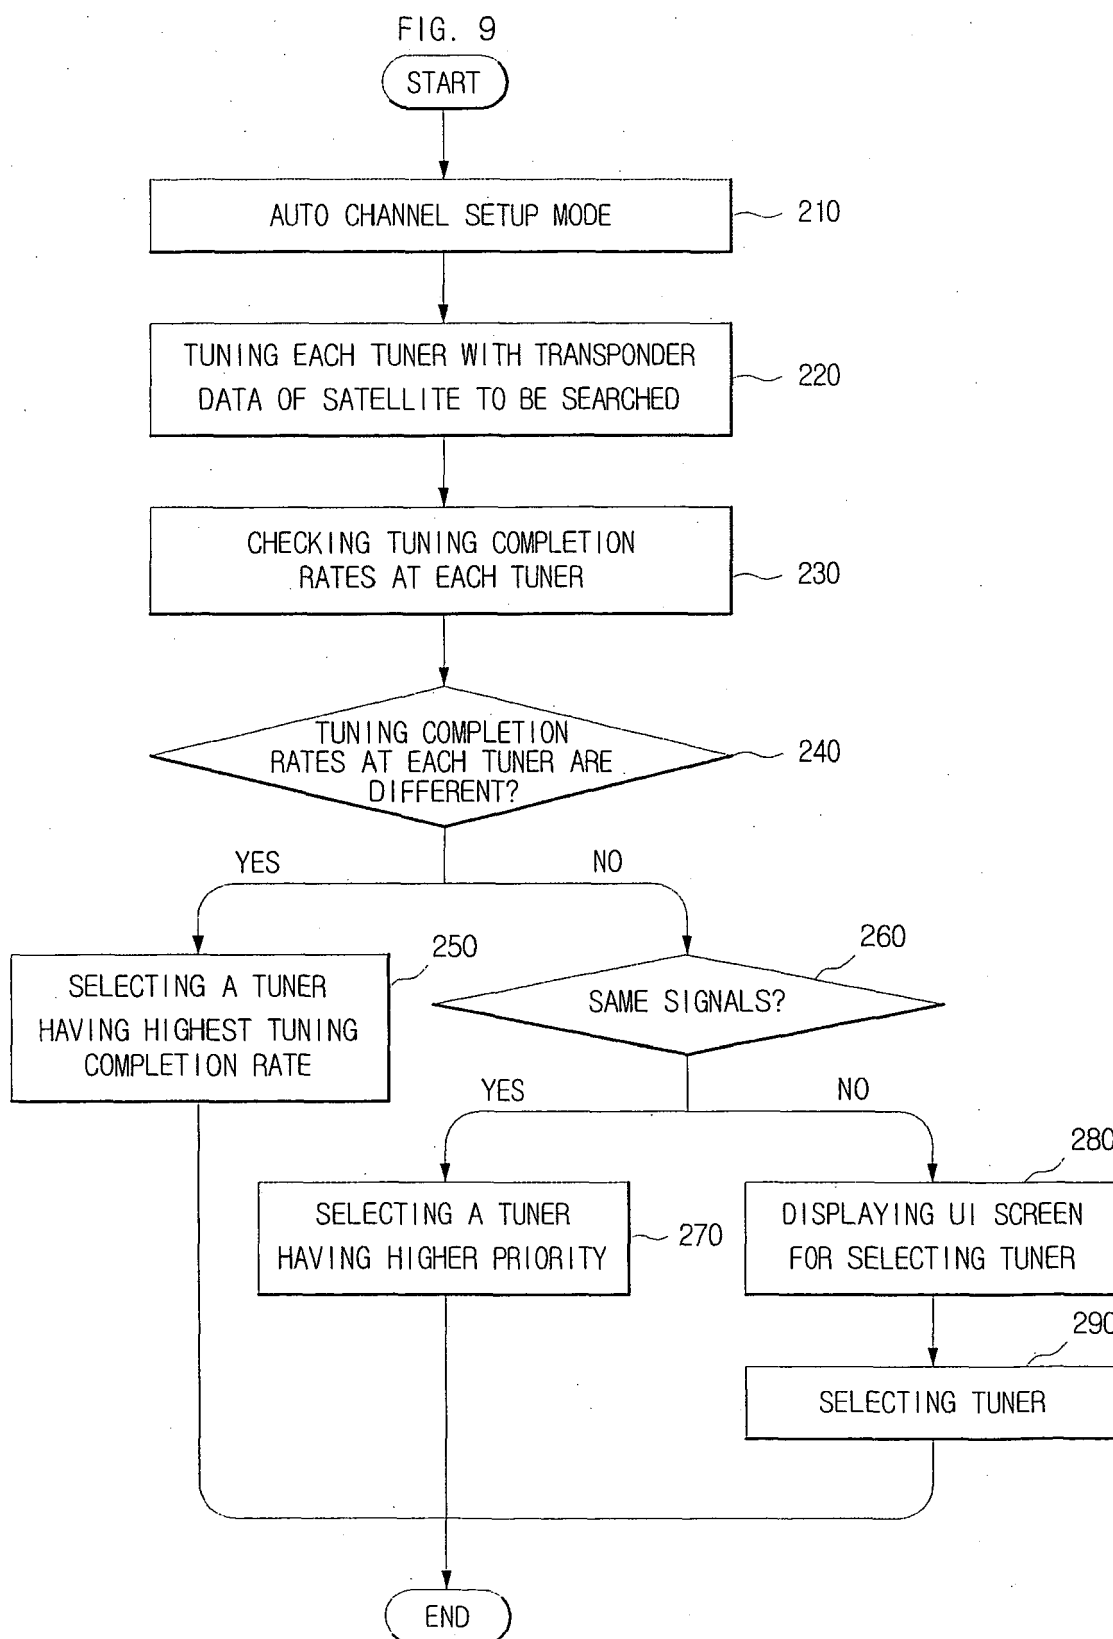 FIG. 9
START
AUTO CHANNEL SETUP MODE
210
TUNING EACH TUNER WITH TRANSPONDER
DATA OF SATELLITE TO BE SEARCHED
220
CHECKING TUNING COMPLETION
RATES AT EACH TUNER
230
TUNING COMPLETION
RATES AT EACH TUNER ARE
DIFFERENT?
240
YES
NO
250
SELECTING A TUNER
HAVING HIGHEST TUNING
COMPLETION RATE
260
SAME SIGNALS?
YES
NO
SELECTING A TUNER
HAVING HIGHER PRIORITY
270
280
DISPLAYING UI SCREEN
FOR SELECTING TUNER
290
SELECTING TUNER
END